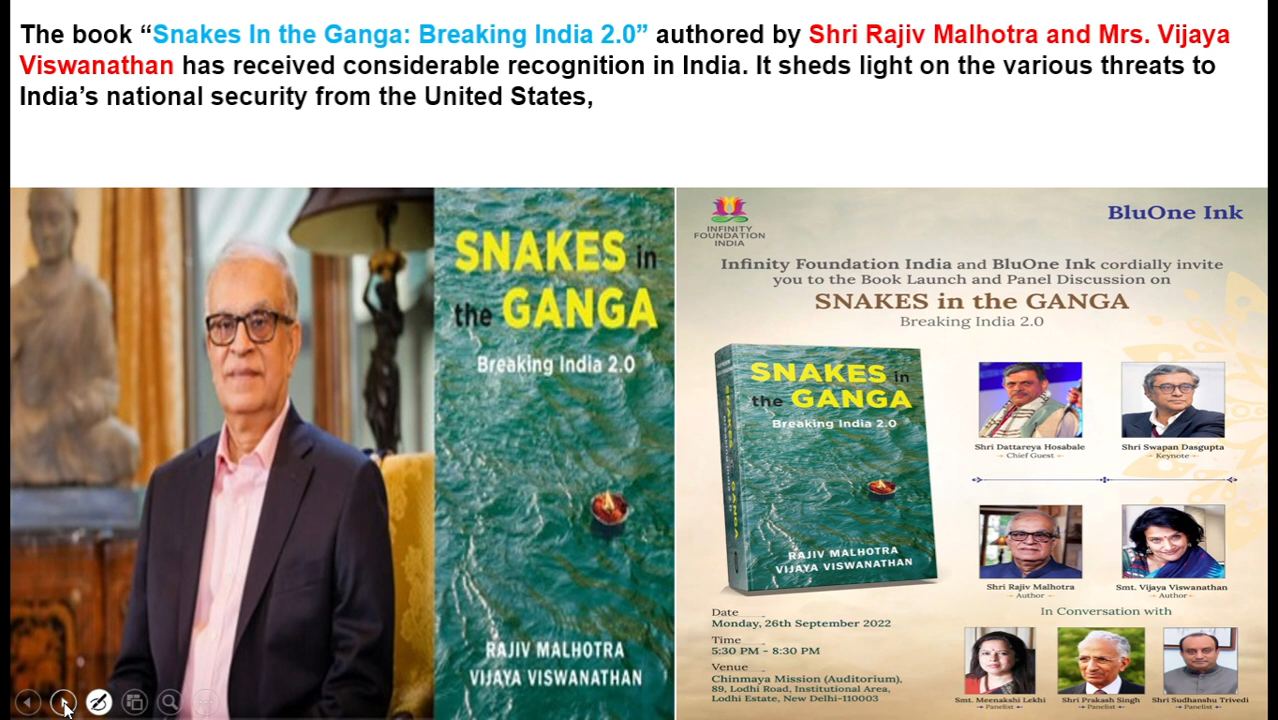 The book “Snakes In the Ganga: Breaking India 2.0” authored by Shri Rajiv Malhotra and Mrs. Vijaya
Viswanathan has received considerable recognition in India. It sheds light on the various threats to
India’s national security from the United States,
SNAKES in
the GANGA
Breaking India 2.0
RAJIV MALHOTRA
VIJAYA VISWANATHAN
INFINITY
FOUNDATION
INDIA
BluOne Ink
Infinity Foundation India and BluOne Ink cordially invite
you to the Book Launch and Panel Discussion on
SNAKES in the GANGA
Breaking India 2.0
SNAKES in
the GANGA
Breaking India 2.0
RAJIV MALHOTRA
VIJAYA VISWANATHAN
Shri Dattareya Hosabale
Chief Guest
Shri Swapan Dasgupta
Keynote
Shri Rajiv Malhotra
Author
Smt. Vijaya Viswanathan
Author
In Conversation with
Smt. Meenakshi Lekhi
Panelist
Shri Prakash Singh
Panelist
Shri Sudhanshu Trivedi
Panelist
Date
Monday, 26th September 2022
Time
5:30 PM - 8:30 PM
Venue
Chinmaya Mission (Auditorium),
89, Lodhi Road, Institutional Area,
Lodhi Estate, New Delhi-110003